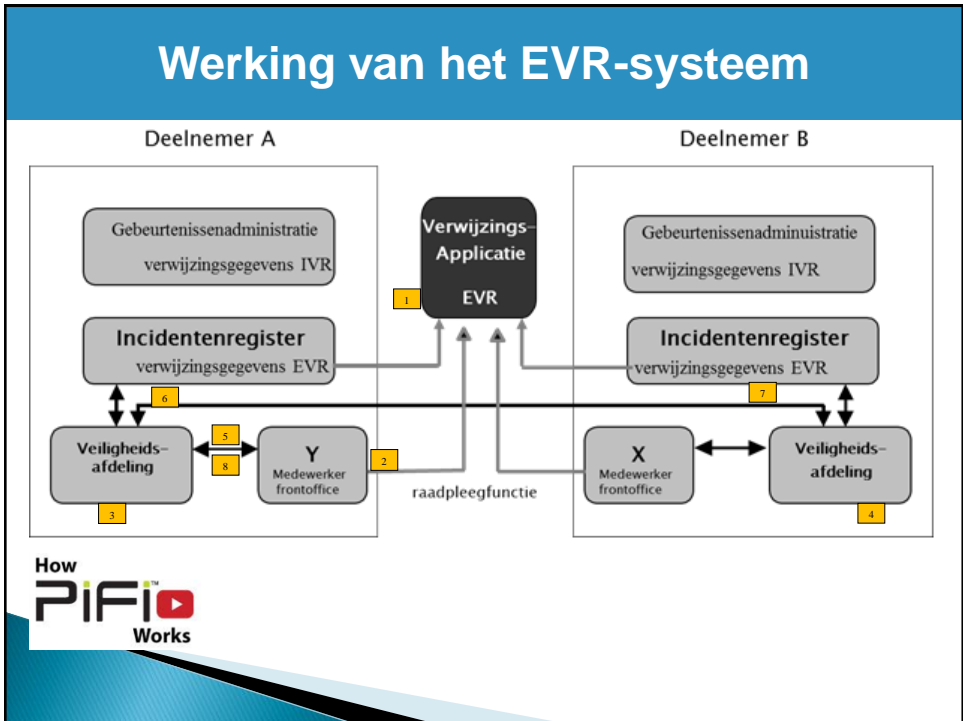 Werking van het EVR-systeem
Deelnemer A
Deelnemer B
Gebeurtenissenadministratie
verwijzingsgegevens IVR
Verwijzings-
Applicatie
EVR
1
Gebeurtenissenadminuistratie
verwijzingsgegevens IVR
Incidentenregister
verwijzingsgegevens EVR
Incidentenregister
verwijzingsgegevens EVR
6
7
Veiligheids-
afdeling
3
5
8
Y
Medewerker
frontoffice
2
raadpleegfunctie
X
Medewerker
frontoffice
Veiligheids-
afdeling
4
How
PiFi™
Works